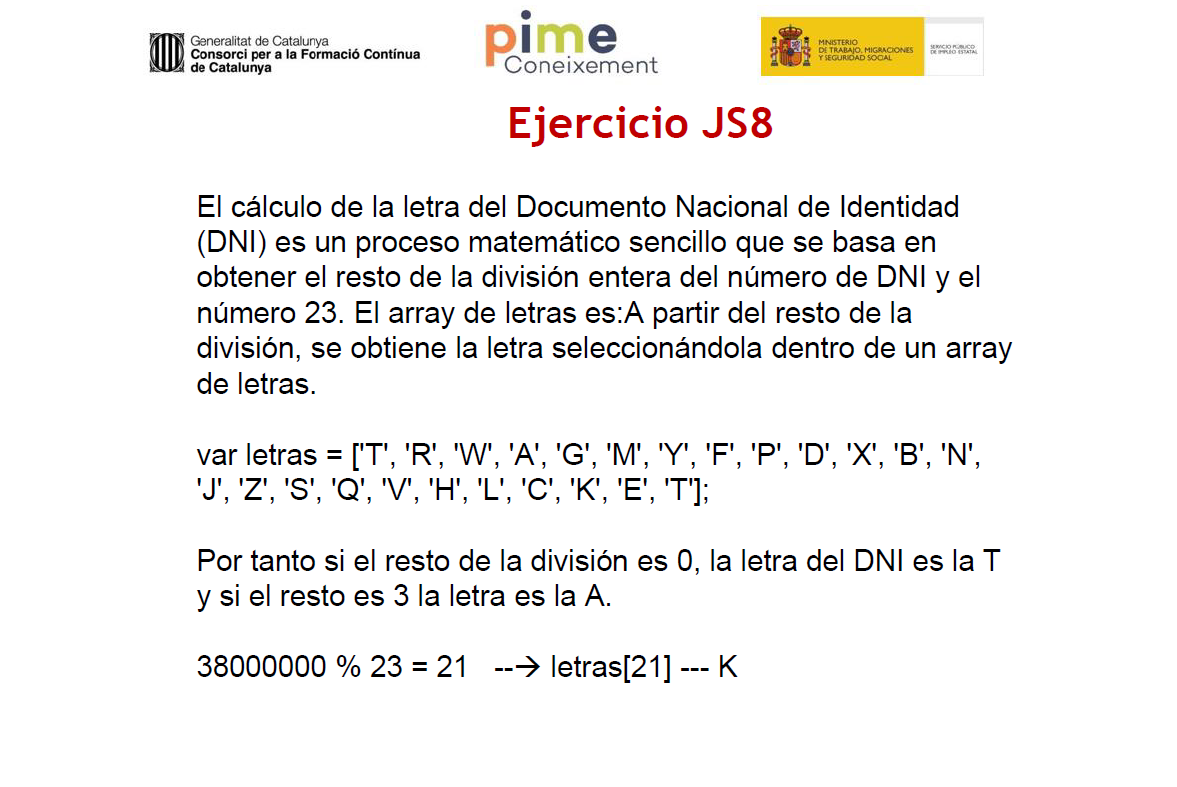 Generalitat de Catalunya
Consorci per a la Formació Contínua
de Catalunya
pime
Coneixement
MINISTERIO
DE TRABAJO, MIGRACIONES
Y SEGURIDAD SOCIAL
SERVICIO PÚBLICO
DE EMPLEO ESTATAL
Ejercicio JS8
El cálculo de la letra del Documento Nacional de Identidad
(DNI) es un proceso matemático sencillo que se basa en
obtener el resto de la división entera del número de DNI y el
número 23. El array de letras es:A partir del resto de la
división, se obtiene la letra seleccionándola dentro de un array
de letras.
var letras = ['T', 'R', 'W', 'A', 'G', 'M', 'Y', 'F', 'P', 'D', 'X', 'B', 'N',
'J', 'Z', 'S', 'Q', 'V', 'H', 'L', 'C', 'K', 'E', 'T'];
Por tanto si el resto de la división es 0, la letra del DNI es la T
y si el resto es 3 la letra es la A.
38000000 % 23 = 21 --→ letras[21] --- K